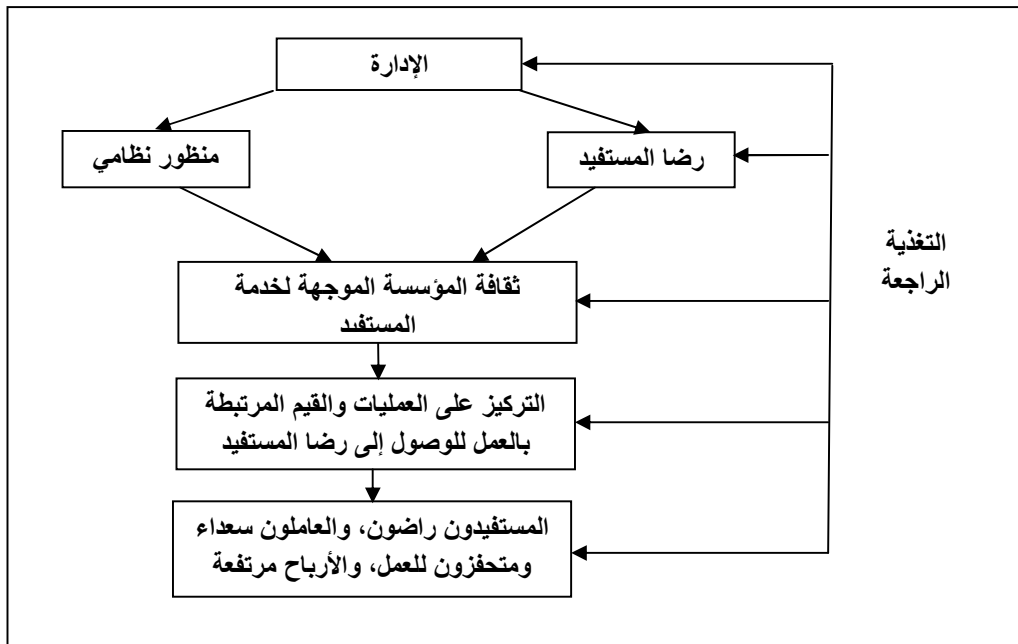 الإدارة
منظور نظامي
رضا المستفيد
التغذية
الراجعة
ثقافة المؤسسة الموجهة لخدمة
المستفيد
التركيز على العمليات والقيم المرتبطة
بالعمل للوصول إلى رضا المستفيد
المستفيدون راضون، والعاملون سعداء
ومتحفزون للعمل، والأرباح مرتفعة